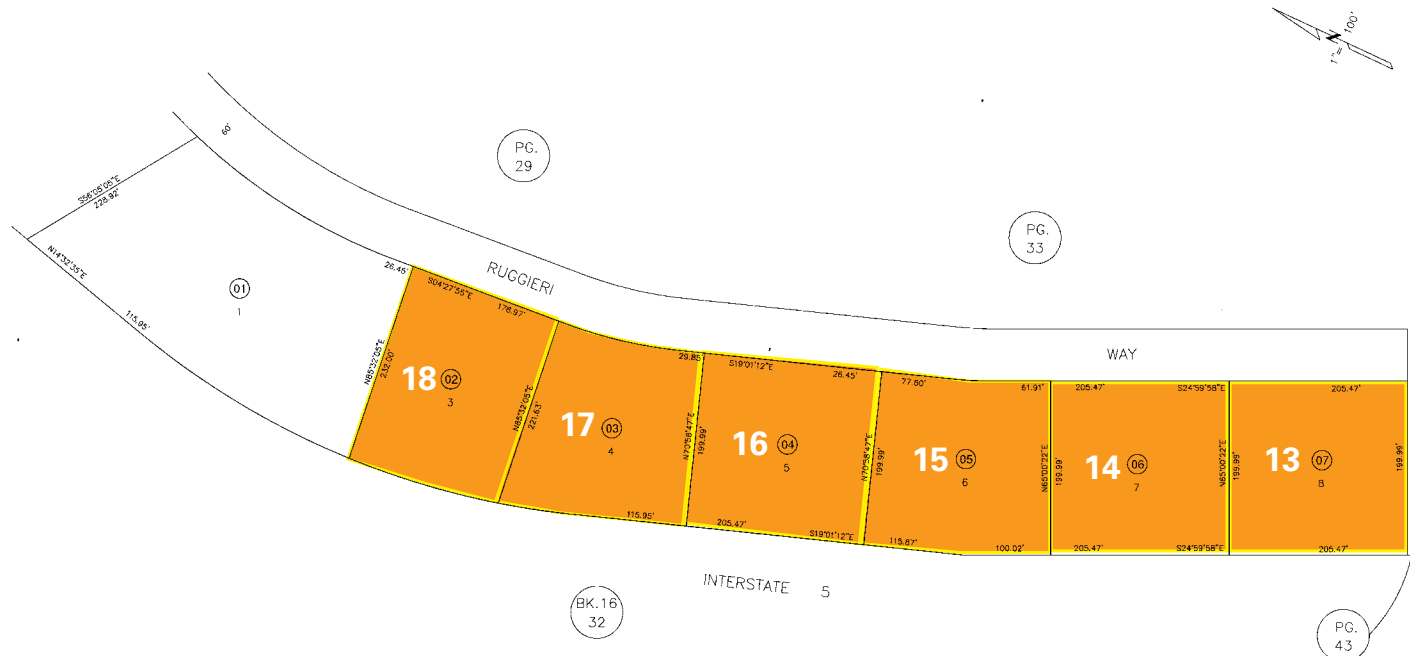 N
1"= 100'
60'
PG.
29
S56°05'05"E
228.92'
PG.
33
N14°32'35"E
115.95'
01
1
26.45'
RUGGIERI
S04°27'55"E
178.97'
N85°32'05"E
232.00'
18
02
3
N85°32'05"E
221.63'
17
03
4
29.85'
N70°58'47"E
199.99'
S19°01'12"E
26.45'
16
04
5
N70°58'47"E
199.99'
WAY
77.80'
61.91'
15
05
6
N65°00'22"E
199.99'
205.47'
S24°59'58"E
14
06
7
N65°00'22"E
199.99'
205.47'
13
07
8
199.99'
115.95'
205.47'
S19°01'12"E
115.87'
100.02'
205.47'
S24°59'58"E
205.47'
INTERSTATE 5
BK.16
32
PG.
43